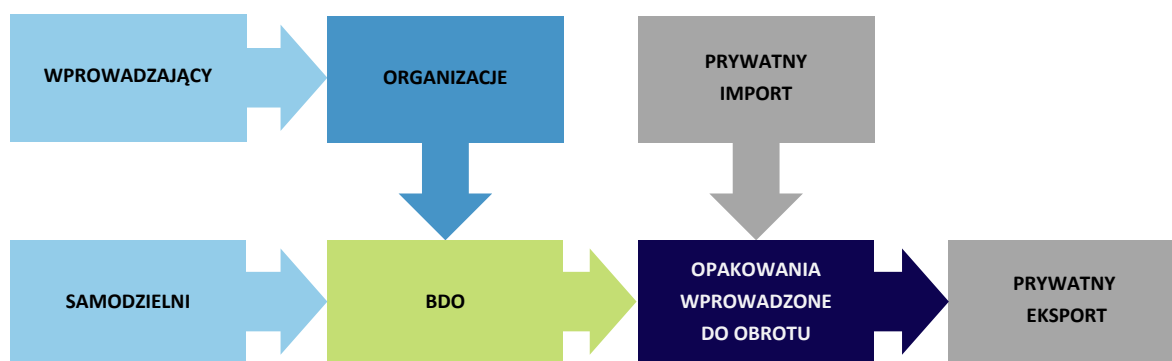 WPROWADZAJĄCY
ORGANIZACJE
PRYWATNY
IMPORT
SAMODZIELNI
BDO
OPAKOWANIA
WPROWADZONE
DO OBROTU
PRYWATNY
EKSPORT